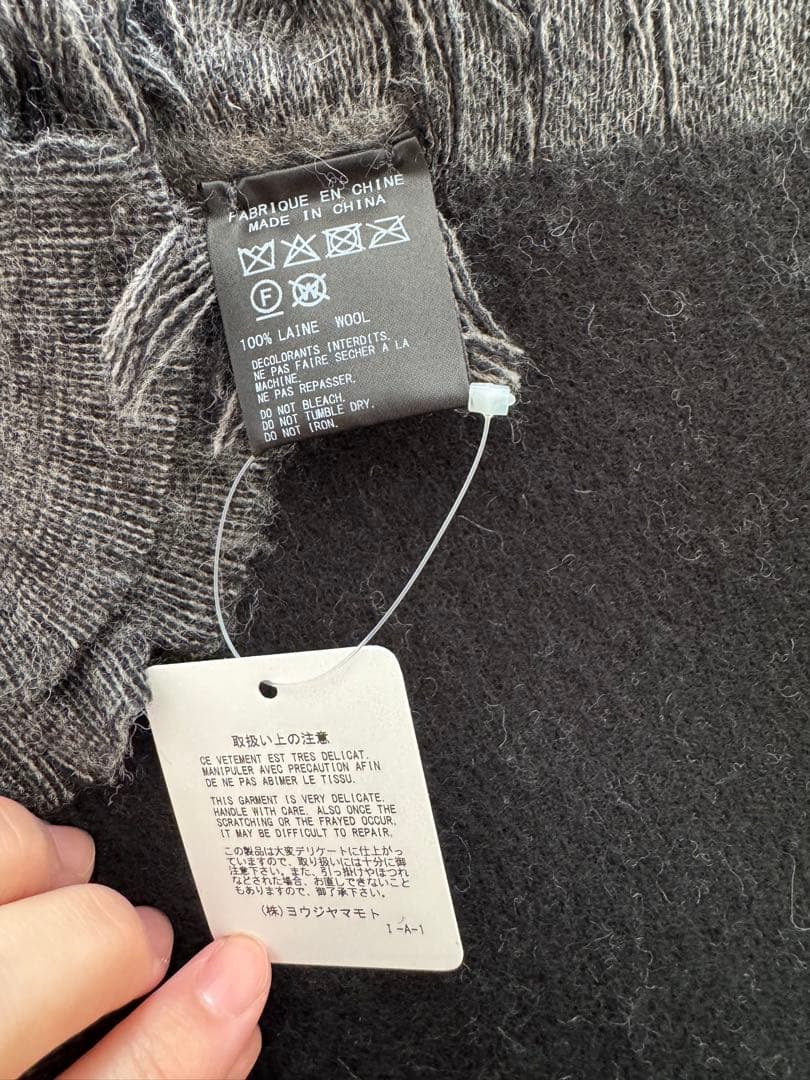 FABRIQUE EN CHINE
MADE IN CHINA
F W
100% LAINE WOOL
DECOLORANTS INTERDITS.
NE PAS FAIRE SECHER A LA
MACHINE.
NE PAS REPASSER.
DO NOT BLEACH.
DO NOT TUMBLE DRY.
DO NOT IRON.
取扱い上の注意
CE VETEMENT EST TRES DELICAT.
MANIPULER AVEC PRECAUTION AFIN
DE NE PAS ABIMER LE TISSU.
THIS GARMENT IS VERY DELICATE.
HANDLE WITH CARE. ALSO ONCE THE
SCRATCHING OR THE FRAYED OCCUR,
IT MAY BE DIFFICULT TO REPAIR.
この製品は大変デリケートに仕上がっ
ていますので、取り扱いには十分に御
注意下さい。また、引っ掛けやほつれ
などされた場合、お直しできないこと
もありますので、御了承下さい。
(株)ヨウジヤマモト
I-A-1